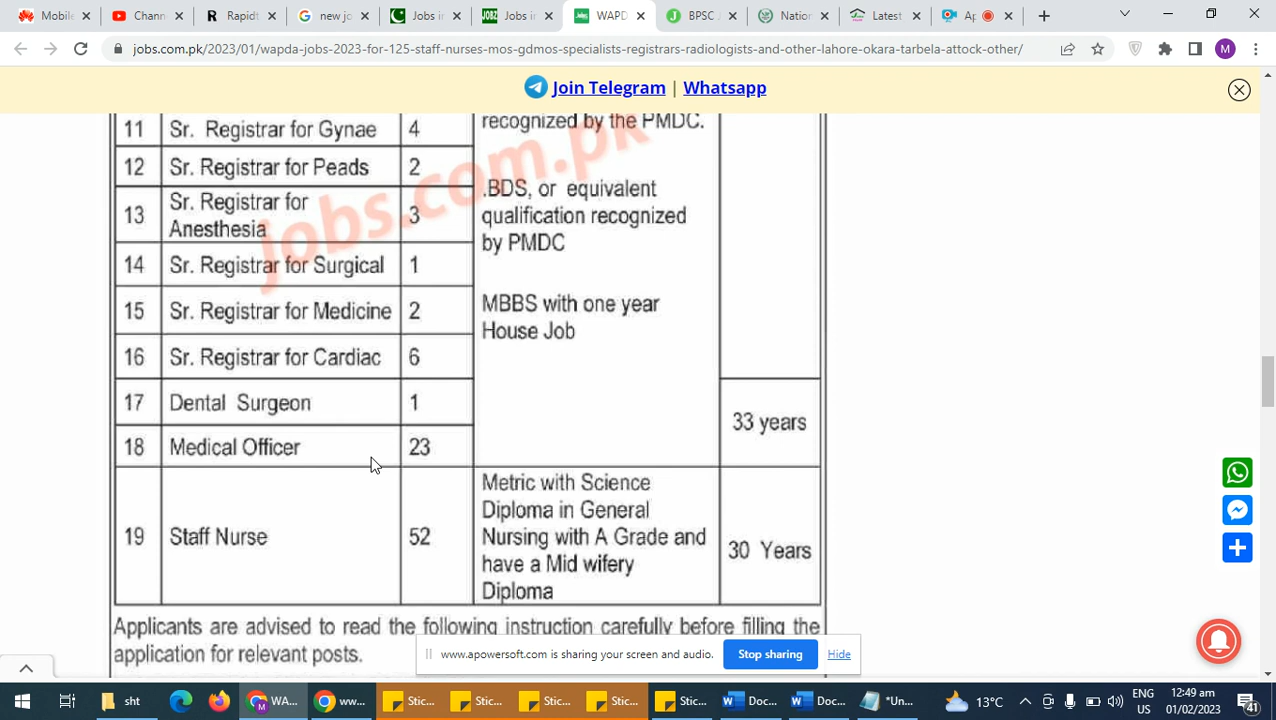 Mobile
Chann
Rapidt
new jo
Jobs in
Jobs in
WAPD
BPSC J
Nation
Latest
Ap
jobs.com.pk/2023/01/wapda-jobs-2023-for-125-staff-nurses-mos-gdmos-specialists-registrars-radiologists-and-other-lahore-okara-tarbela-attock-other/
M
Join Telegram | Whatsapp
jobs.com.pk
11 Sr. Registrar for Gynae 4
recognized by the PMDC.
12 Sr. Registrar for Peads 2
.BDS, or equivalent
qualification recognized
by PMDC
13 Sr. Registrar for
Anesthesia 3
14 Sr. Registrar for Surgical 1
15 Sr. Registrar for Medicine 2
MBBS with one year
House Job
16 Sr. Registrar for Cardiac 6
17 Dental Surgeon 1
33 years
18 Medical Officer 23
19 Staff Nurse 52
Metric with Science
Diploma in General
Nursing with A Grade and
have a Mid wifery
Diploma
30 Years
Applicants are advised to read the following instruction carefully before filling the
application for relevant posts.
www.apowersoft.com is sharing your screen and audio.
Stop sharing
Hide
sht
WA...
ww...
Stic...
Stic...
Stic...
Stic...
Stic...
Doc...
Doc...
*Un...
13°C
ENG
US
12:49 am
01/02/2023
41